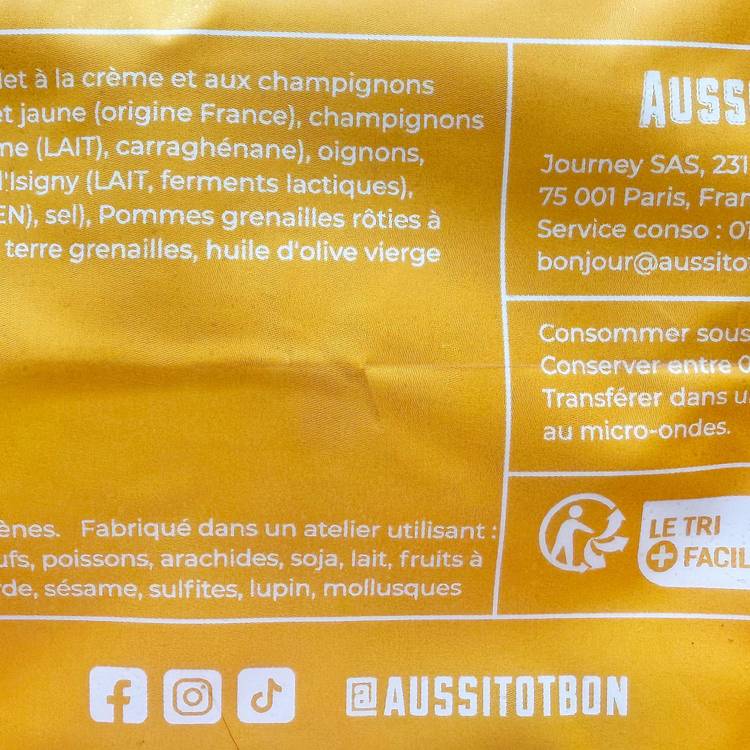 let à la crème et aux champignons
et jaune (origine France), champignons
me (LAIT), carraghénane), oignons,
d'Isigny (LAIT, ferments lactiques),
EN), sel), Pommes grenailles rôties à
terre grenailles, huile d'olive vierge
ènes. Fabriqué dans un atelier utilisant :
ufs, poissons, arachides, soja, lait, fruits à
rde, sésame, sulfites, lupin, mollusques
AUSSI
Journey SAS, 231
75 001 Paris, Fran
Service conso : 01
bonjour@aussitot
Consommer sous
Conserver entre 0
Transférer dans u
au micro-ondes.
LE TRI
+ FACIL
@AUSSITOTBON